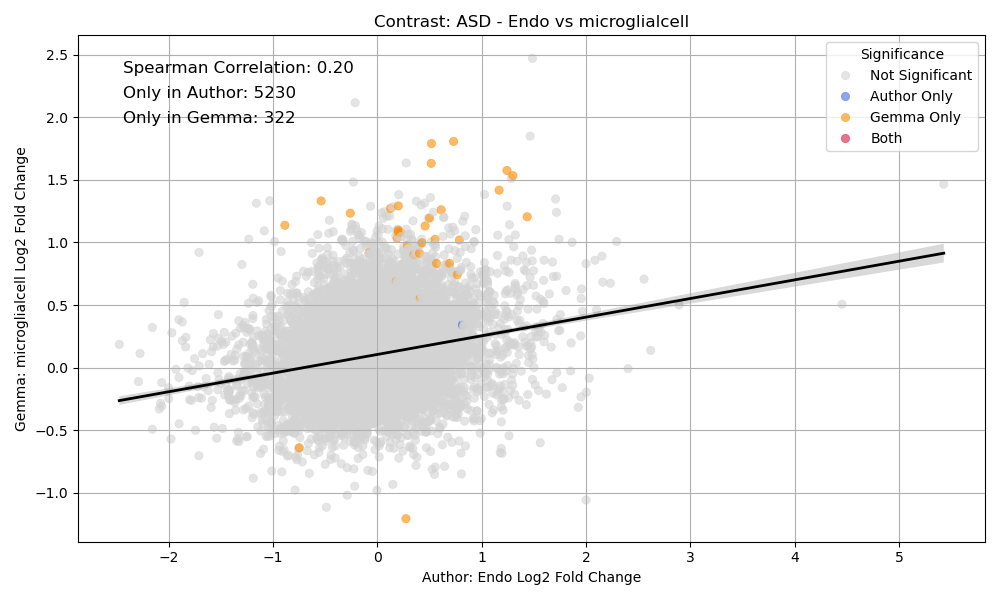 Contrast: ASD - Endo vs microglialcell
Spearman Correlation: 0.20
Only in Author: 5230
Only in Gemma: 322
Significance
Not Significant
Author Only
Gemma Only
Both
Gemma: microglialcell Log2 Fold Change
2.5
2.0
1.5
1.0
0.5
0.0
−0.5
−1.0
−2 −1 0 1 2 3 4 5
Author: Endo Log2 Fold Change